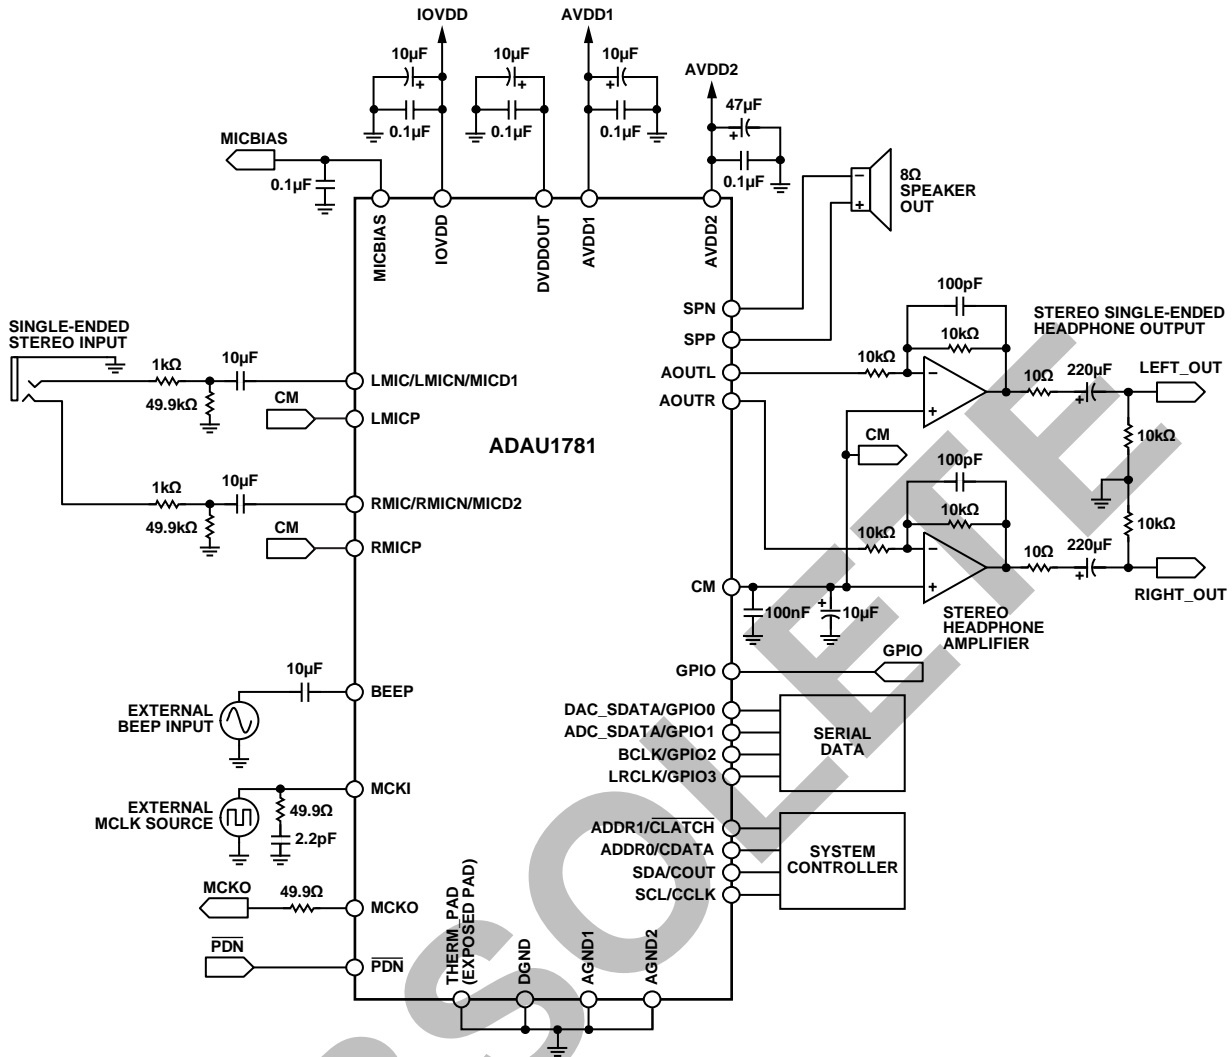 IOVDD
AVDD1
10µF
10µF
10µF
AVDD2
47µF
+
+
+
+
0.1µF
0.1µF
0.1µF
0.1µF
MICBIAS
0.1µF
8Ω
SPEAKER
OUT
−
+
MICBIAS
IOVDD
DVDDOUT
AVDD1
AVDD2
SINGLE-ENDED
STEREO INPUT
1kΩ
10µF
49.9kΩ
CM
LMIC/LMICN/MICD1
LMICP
1kΩ
10µF
49.9kΩ
CM
RMIC/RMICN/MICD2
RMICP
ADAU1781
SPN
SPP
AOUTL
AOUTR
100pF
10kΩ
10kΩ
−
+
STEREO SINGLE-ENDED
HEADPHONE OUTPUT
10Ω
220µF
+
LEFT_OUT
CM
10kΩ
100pF
10kΩ
10kΩ
−
+
10kΩ
10Ω
220µF
+
RIGHT_OUT
CM
100nF
+
10µF
STEREO
HEADPHONE
AMPLIFIER
GPIO
GPIO
10µF
BEEP
EXTERNAL
BEEP INPUT
DAC_SDATA/GPIO0
ADC_SDATA/GPIO1
BCLK/GPIO2
LRCLK/GPIO3
SERIAL
DATA
MCKI
EXTERNAL
MCLK SOURCE
49.9Ω
2.2pF
ADDR1/CLATCH
ADDR0/CDATA
SDA/COUT
SCL/CCLK
SYSTEM
CONTROLLER
MCKO
49.9Ω
MCKO
PDN
PDN
THERM_PAD
(EXPOSED PAD)
DGND
AGND1
AGND2
OBSOLETE